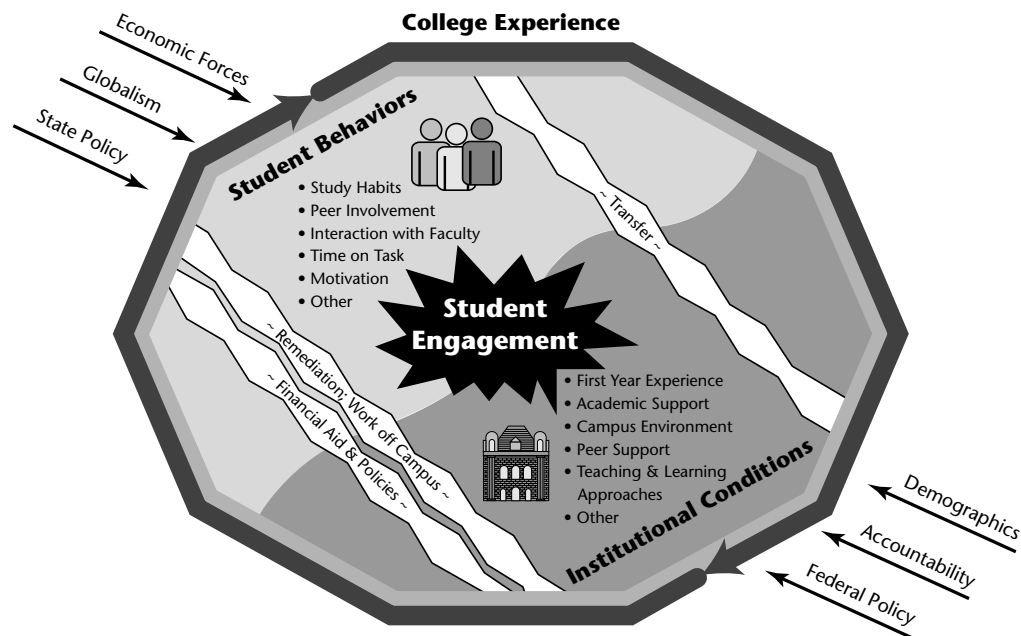 College Experience
Economic Forces
Globalism
State Policy
Student Behaviors
• Study Habits
• Peer Involvement
• Interaction with Faculty
• Time on Task
• Motivation
• Other
~ Transfer ~
Student
Engagement
~ Remediation; Work off Campus ~
~ Financial Aid & Policies ~
• First Year Experience
• Academic Support
• Campus Environment
• Peer Support
• Teaching & Learning
Approaches
• Other
Institutional Conditions
Demographics
Accountability
Federal Policy